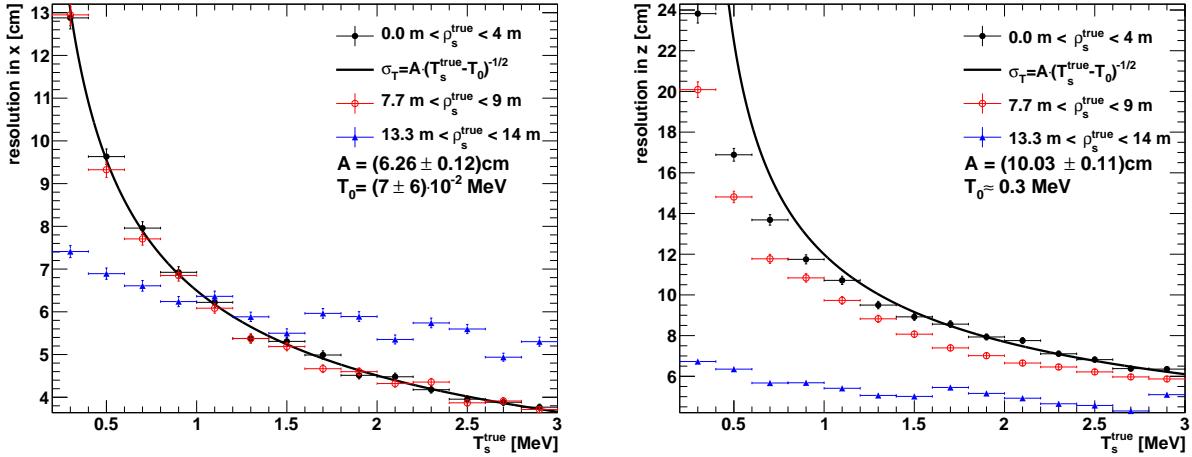 resolution in x [cm]
13
12
11
10
9
8
7
6
5
4
0.0 m < ρ_s^true < 4 m
σ_T=A·(T_s^true-T_0)^-1/2
7.7 m < ρ_s^true < 9 m
13.3 m < ρ_s^true < 14 m
A = (6.26 ± 0.12)cm
T_0= (7 ± 6)·10^-2 MeV
0.5 1 1.5 2 2.5 3
T_s^true [MeV]
resolution in z [cm]
24
22
20
18
16
14
12
10
8
6
0.0 m < ρ_s^true < 4 m
σ_T=A·(T_s^true-T_0)^-1/2
7.7 m < ρ_s^true < 9 m
13.3 m < ρ_s^true < 14 m
A = (10.03 ± 0.11)cm
T_0≈ 0.3 MeV
0.5 1 1.5 2 2.5 3
T_s^true [MeV]